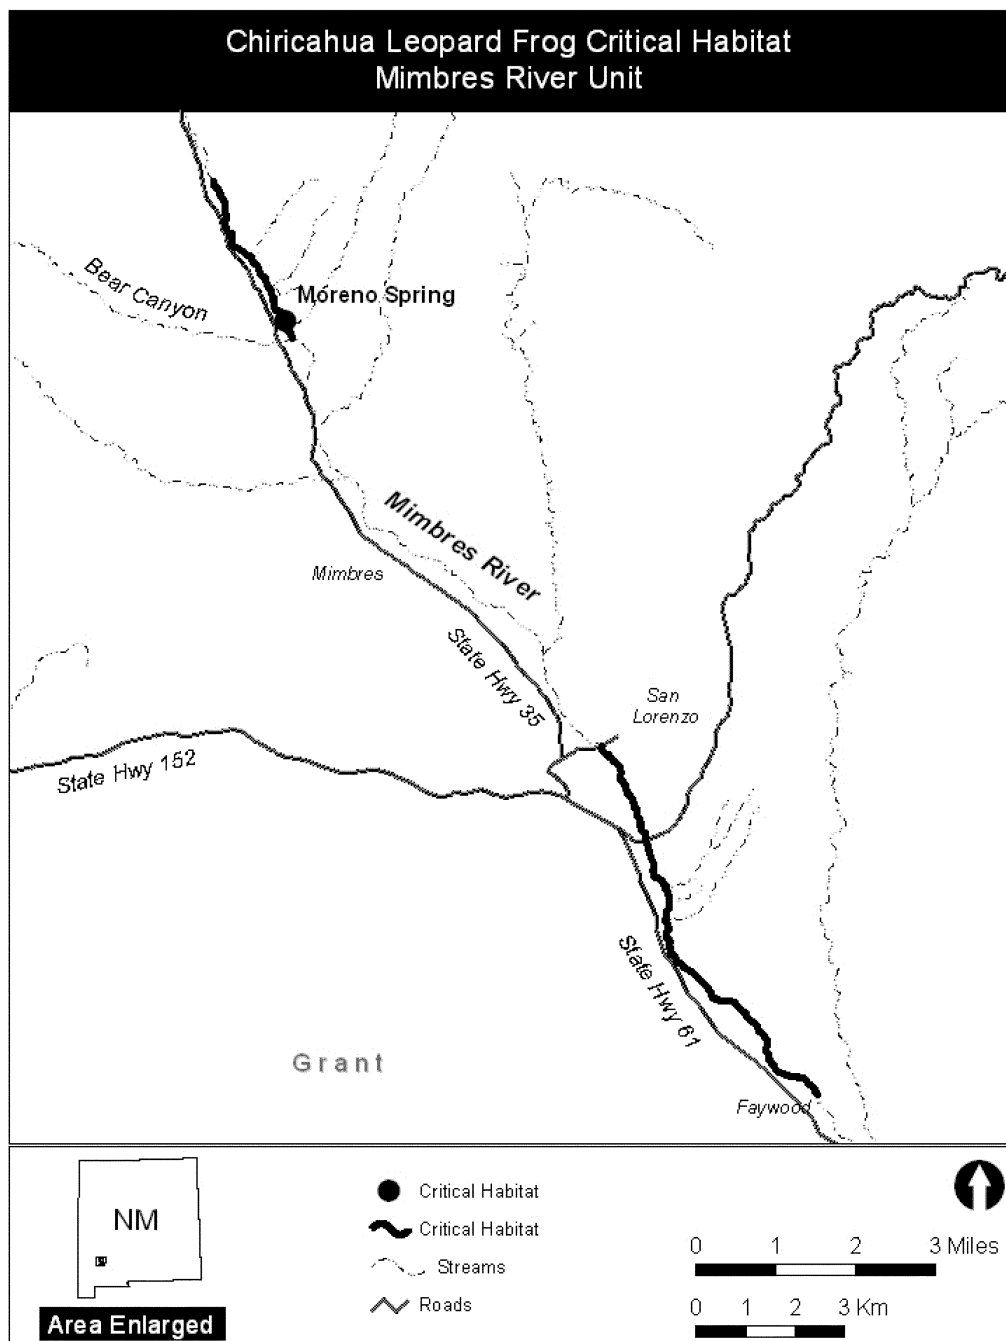 Chiricahua Leopard Frog Critical Habitat
Mimbres River Unit
Bear Canyon
Moreno Spring
Mimbres River
Mimbres
State Hwy 35
San
Lorenzo
State Hwy 152
State Hwy 61
Grant
Faywood
NM
Area Enlarged
Critical Habitat
Critical Habitat
Streams
Roads
0 1 2 3 Miles
0 1 2 3 Km